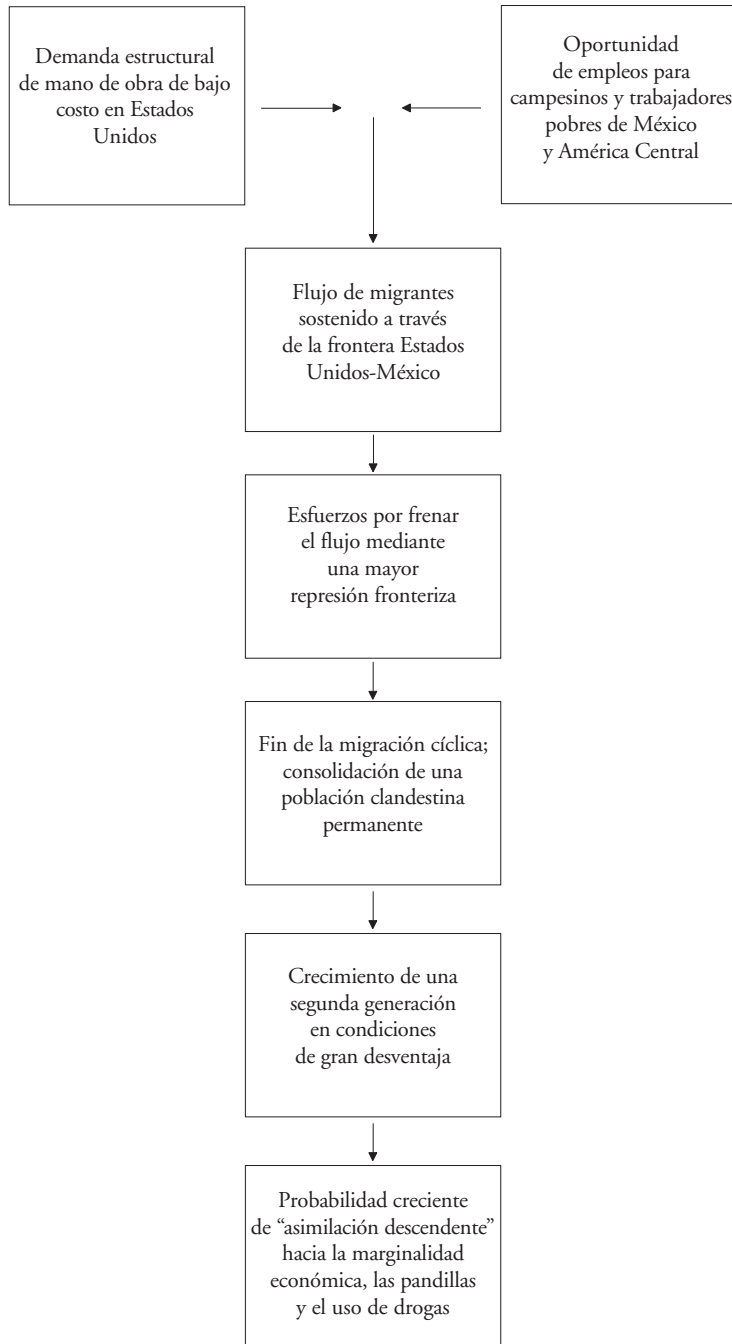 Demanda estructural
de mano de obra de bajo
costo en Estados
Unidos
Oportunidad
de empleos para
campesinos y trabajadores
pobres de México
y América Central
Flujo de migrantes
sostenido a través
de la frontera Estados
Unidos-México
Esfuerzos por frenar
el flujo mediante
una mayor
represión fronteriza
Fin de la migración cíclica;
consolidación de una
población clandestina
permanente
Crecimiento de una
segunda generación
en condiciones
de gran desventaja
Probabilidad creciente
de “asimilación descendente”
hacia la marginalidad
económica, las pandillas
y el uso de drogas